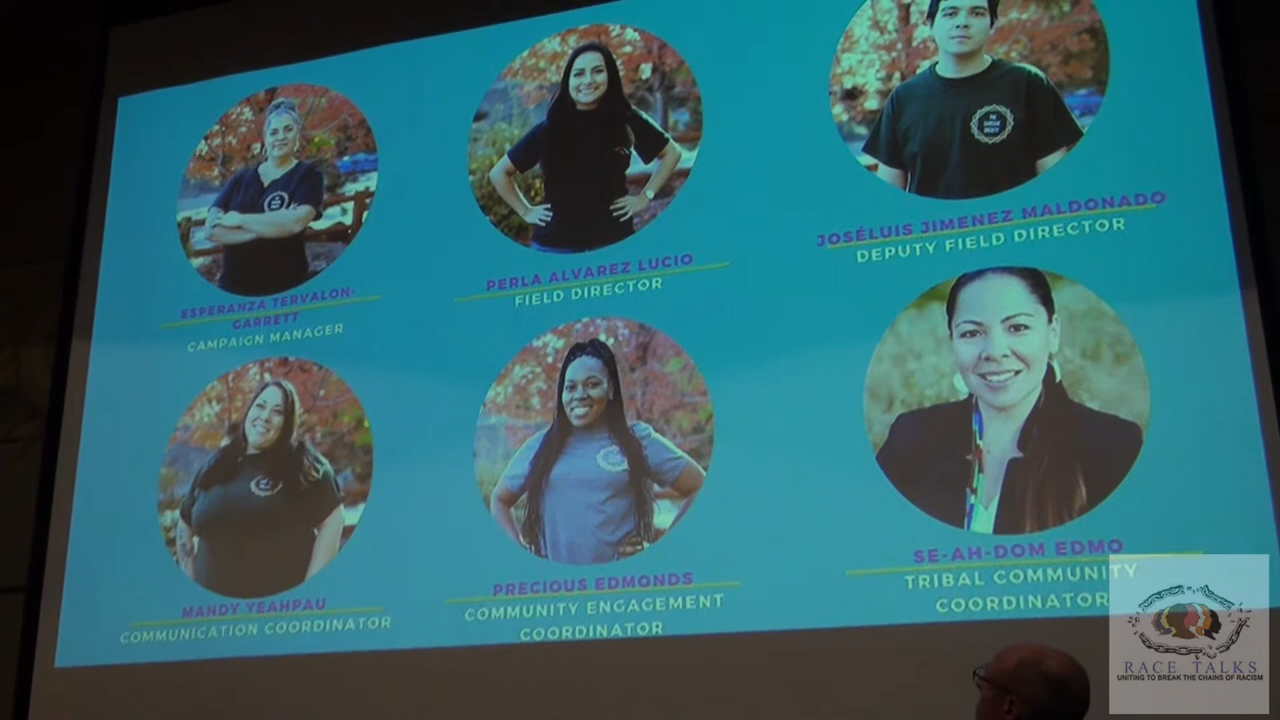 ESPERANZA TERVALON-
GARRETT
CAMPAIGN MANAGER
PERLA ALVAREZ LUCIO
FIELD DIRECTOR
JOSÉLUIS JIMENEZ MALDONADO
DEPUTY FIELD DIRECTOR
MANDY YEAHPAU
COMMUNICATION COORDINATOR
PRECIOUS EDMONDS
COMMUNITY ENGAGEMENT
COORDINATOR
SE-AH-DOM EDMO
TRIBAL COMMUNITY
COORDINATOR
RACE TALKS
UNITING TO BREAK THE CHAINS OF RACISM